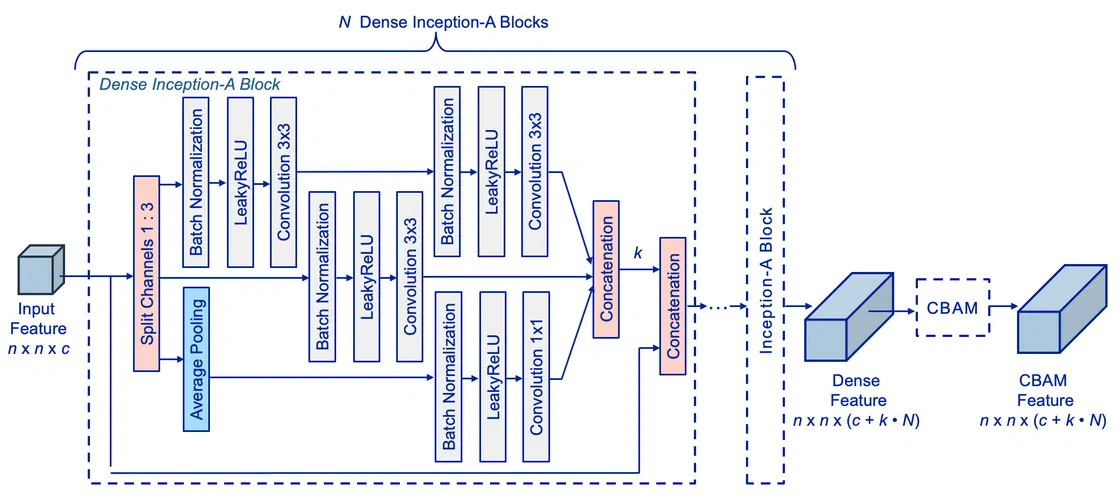 N Dense Inception-A Blocks
Dense Inception-A Block
Input
Feature
n x n x c
Split Channels 1 : 3
Batch Normalization
LeakyReLU
Convolution 3x3
Batch Normalization
LeakyReLU
Convolution 3x3
Batch Normalization
LeakyReLU
Convolution 3x3
Average Pooling
Batch Normalization
LeakyReLU
Convolution 1x1
Concatenation
k
Concatenation
...
Inception-A Block
Dense
Feature
n x n x (c + k • N)
CBAM
CBAM
Feature
n x n x (c + k • N)